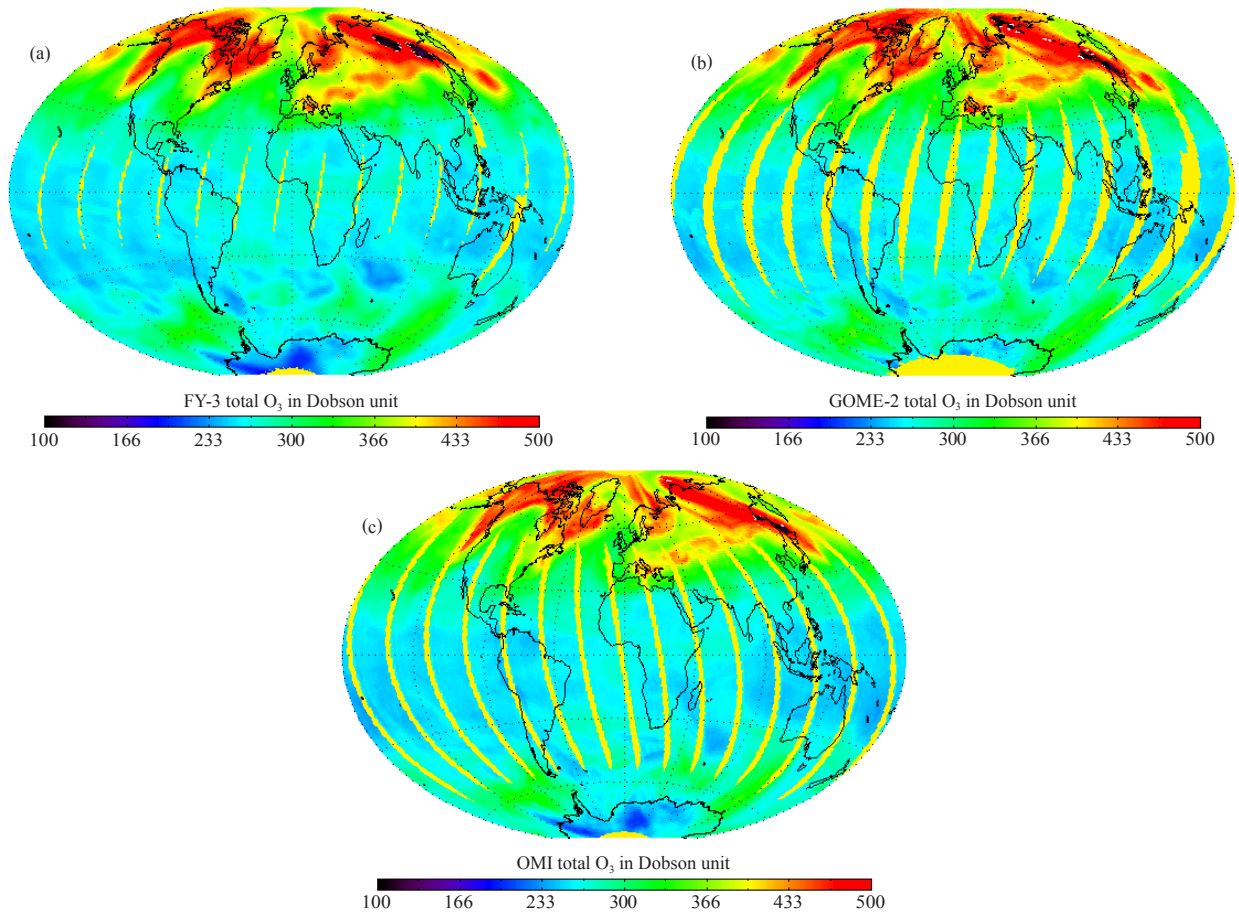 (a)
(b)
FY-3 total O₃ in Dobson unit
100 166 233 300 366 433 500
GOME-2 total O₃ in Dobson unit
100 166 233 300 366 433 500
(c)
OMI total O₃ in Dobson unit
100 166 233 300 366 433 500